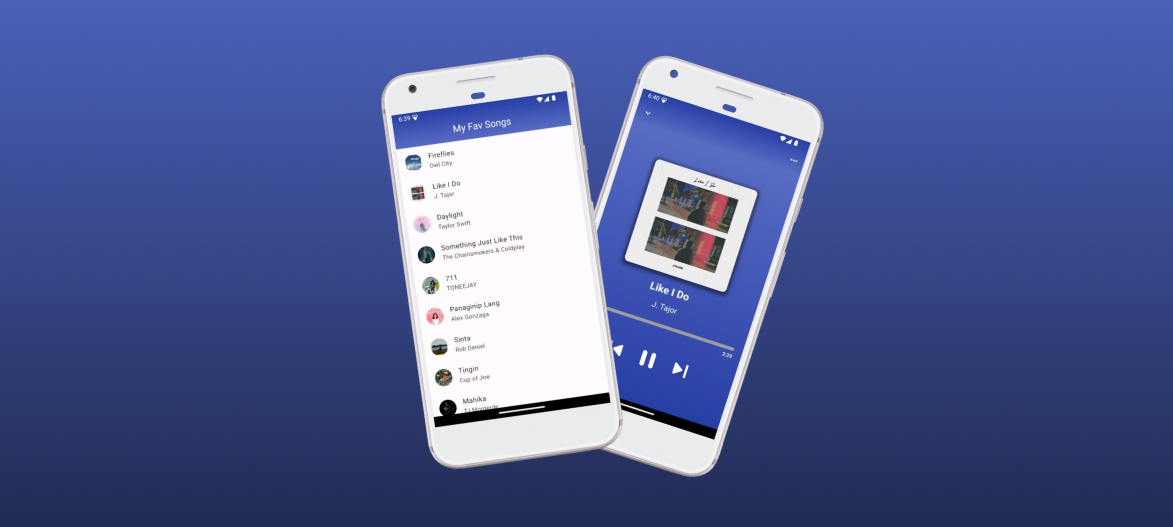 6:39
My Fav Songs
Fireflies
Owl City
Like I Do
J. Tajor
Daylight
Taylor Swift
Something Just Like This
The Chainsmokers & Coldplay
711
TONEEJAY
Panaginip Lang
Alex Gonzaga
Sinta
Rob Daniel
Tingin
Cup of Joe
Mahika
6:40
Like I Do
Like I Do
J. Tajor
2:29